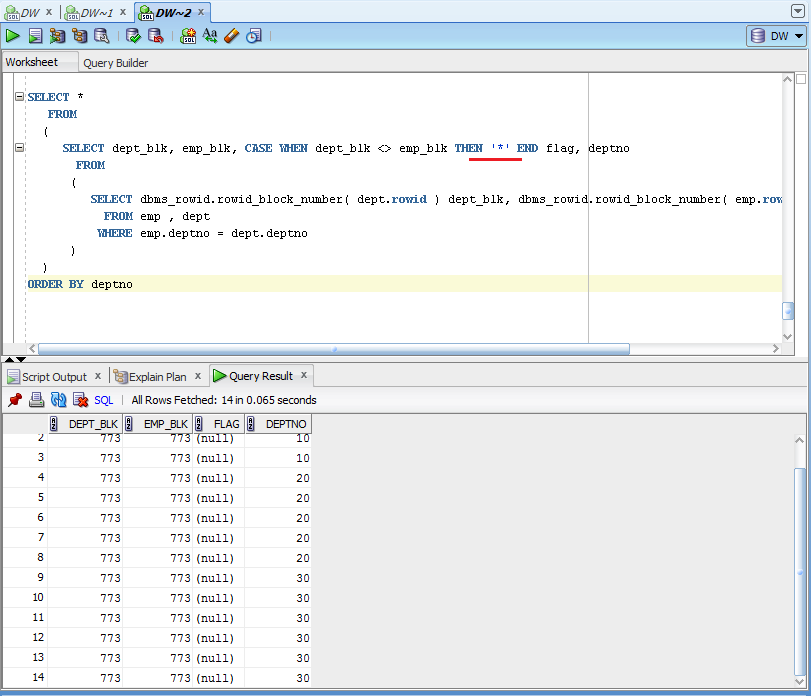 DW x DW~1 x DW~2 x
DW
Worksheet Query Builder
SELECT *
FROM
(
SELECT dept_blk, emp_blk, CASE WHEN dept_blk <> emp_blk THEN '*' END flag, deptno
FROM
(
SELECT dbms_rowid.rowid_block_number( dept.rowid ) dept_blk, dbms_rowid.rowid_block_number( emp.row
FROM emp , dept
WHERE emp.deptno = dept.deptno
)
)
ORDER BY deptno
Script Output x Explain Plan x Query Result x
SQL All Rows Fetched: 14 in 0.065 seconds
DEPT_BLK EMP_BLK FLAG DEPTNO
2 773 773 (null) 10
3 773 773 (null) 10
4 773 773 (null) 20
5 773 773 (null) 20
6 773 773 (null) 20
7 773 773 (null) 20
8 773 773 (null) 20
9 773 773 (null) 30
10 773 773 (null) 30
11 773 773 (null) 30
12 773 773 (null) 30
13 773 773 (null) 30
14 773 773 (null) 30